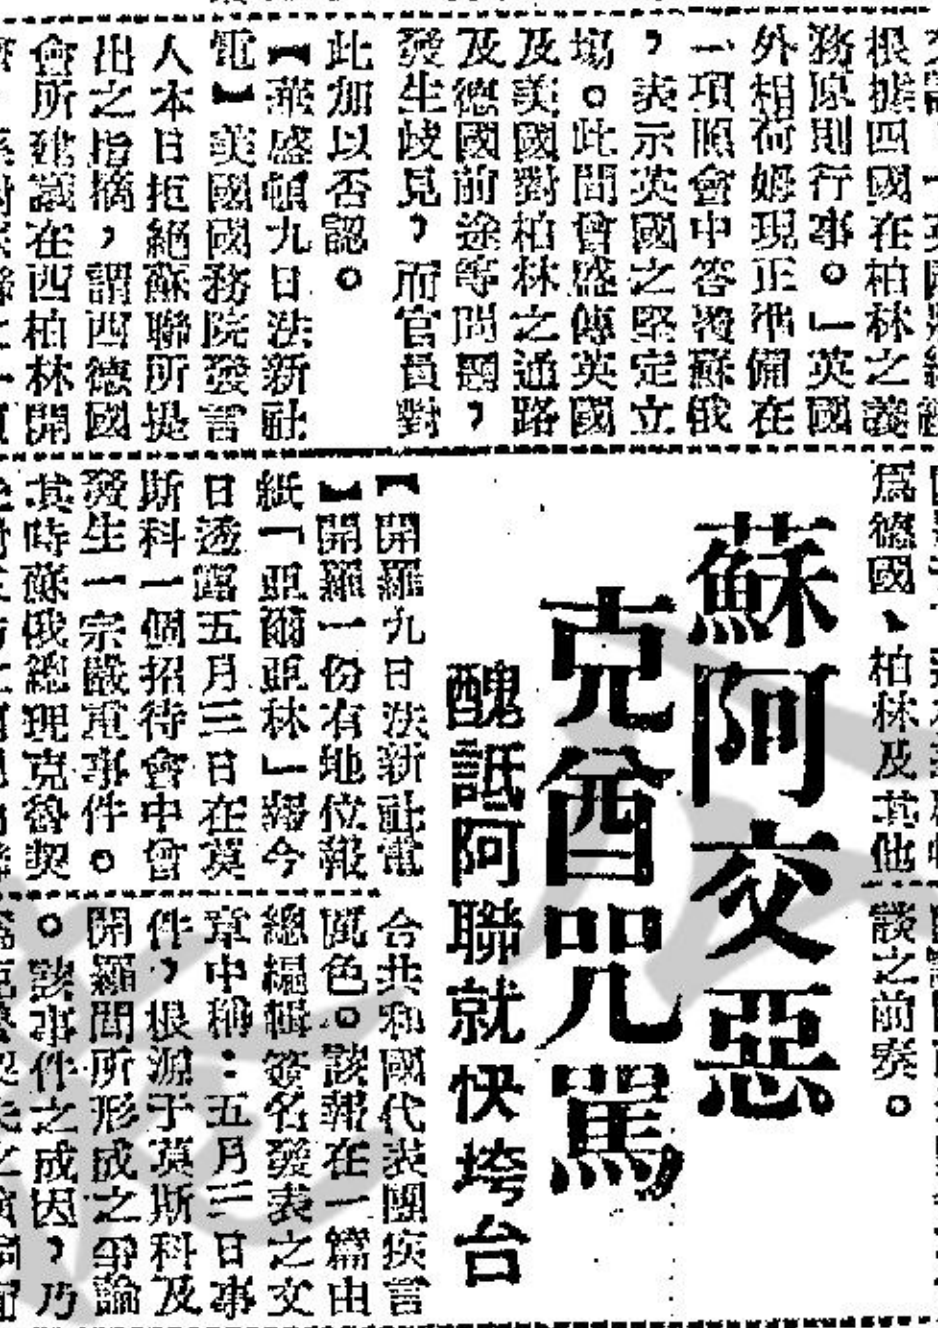 根據四國在柏林之義
務原則行事。」英國
外相荷姆現正準備在
一項照會中答覆蘇俄
，表示英國之堅定立
塲。此間曾盛傳英國
及美國對柏林之通路
及德國前途等問題，
發生歧見，而官員對
此加以否認。
【華盛頓九日法新社
電】美國國務院發言
人本日拒絕蘇聯所提
出之指摘，謂西德國
會所建議在西柏林開
爲德國、柏林及其他
談之前奏。
蘇阿交惡
克酋咒駡
醜詆阿聯就快垮台
【開羅九日法新社電
】開羅一份有地位報
紙「亞爾亞林」報今
日透露五月三日在莫
斯科一個招待會中曾
發生一宗嚴重事件。
其時蘇俄總理克魯契
合共和國代表團疾言
厲色。該報在一篇由
總編輯簽名發表之文
章中稱：五月三日事
件，根源于莫斯科及
開羅間所形成之爭論
。該事件之成因，乃